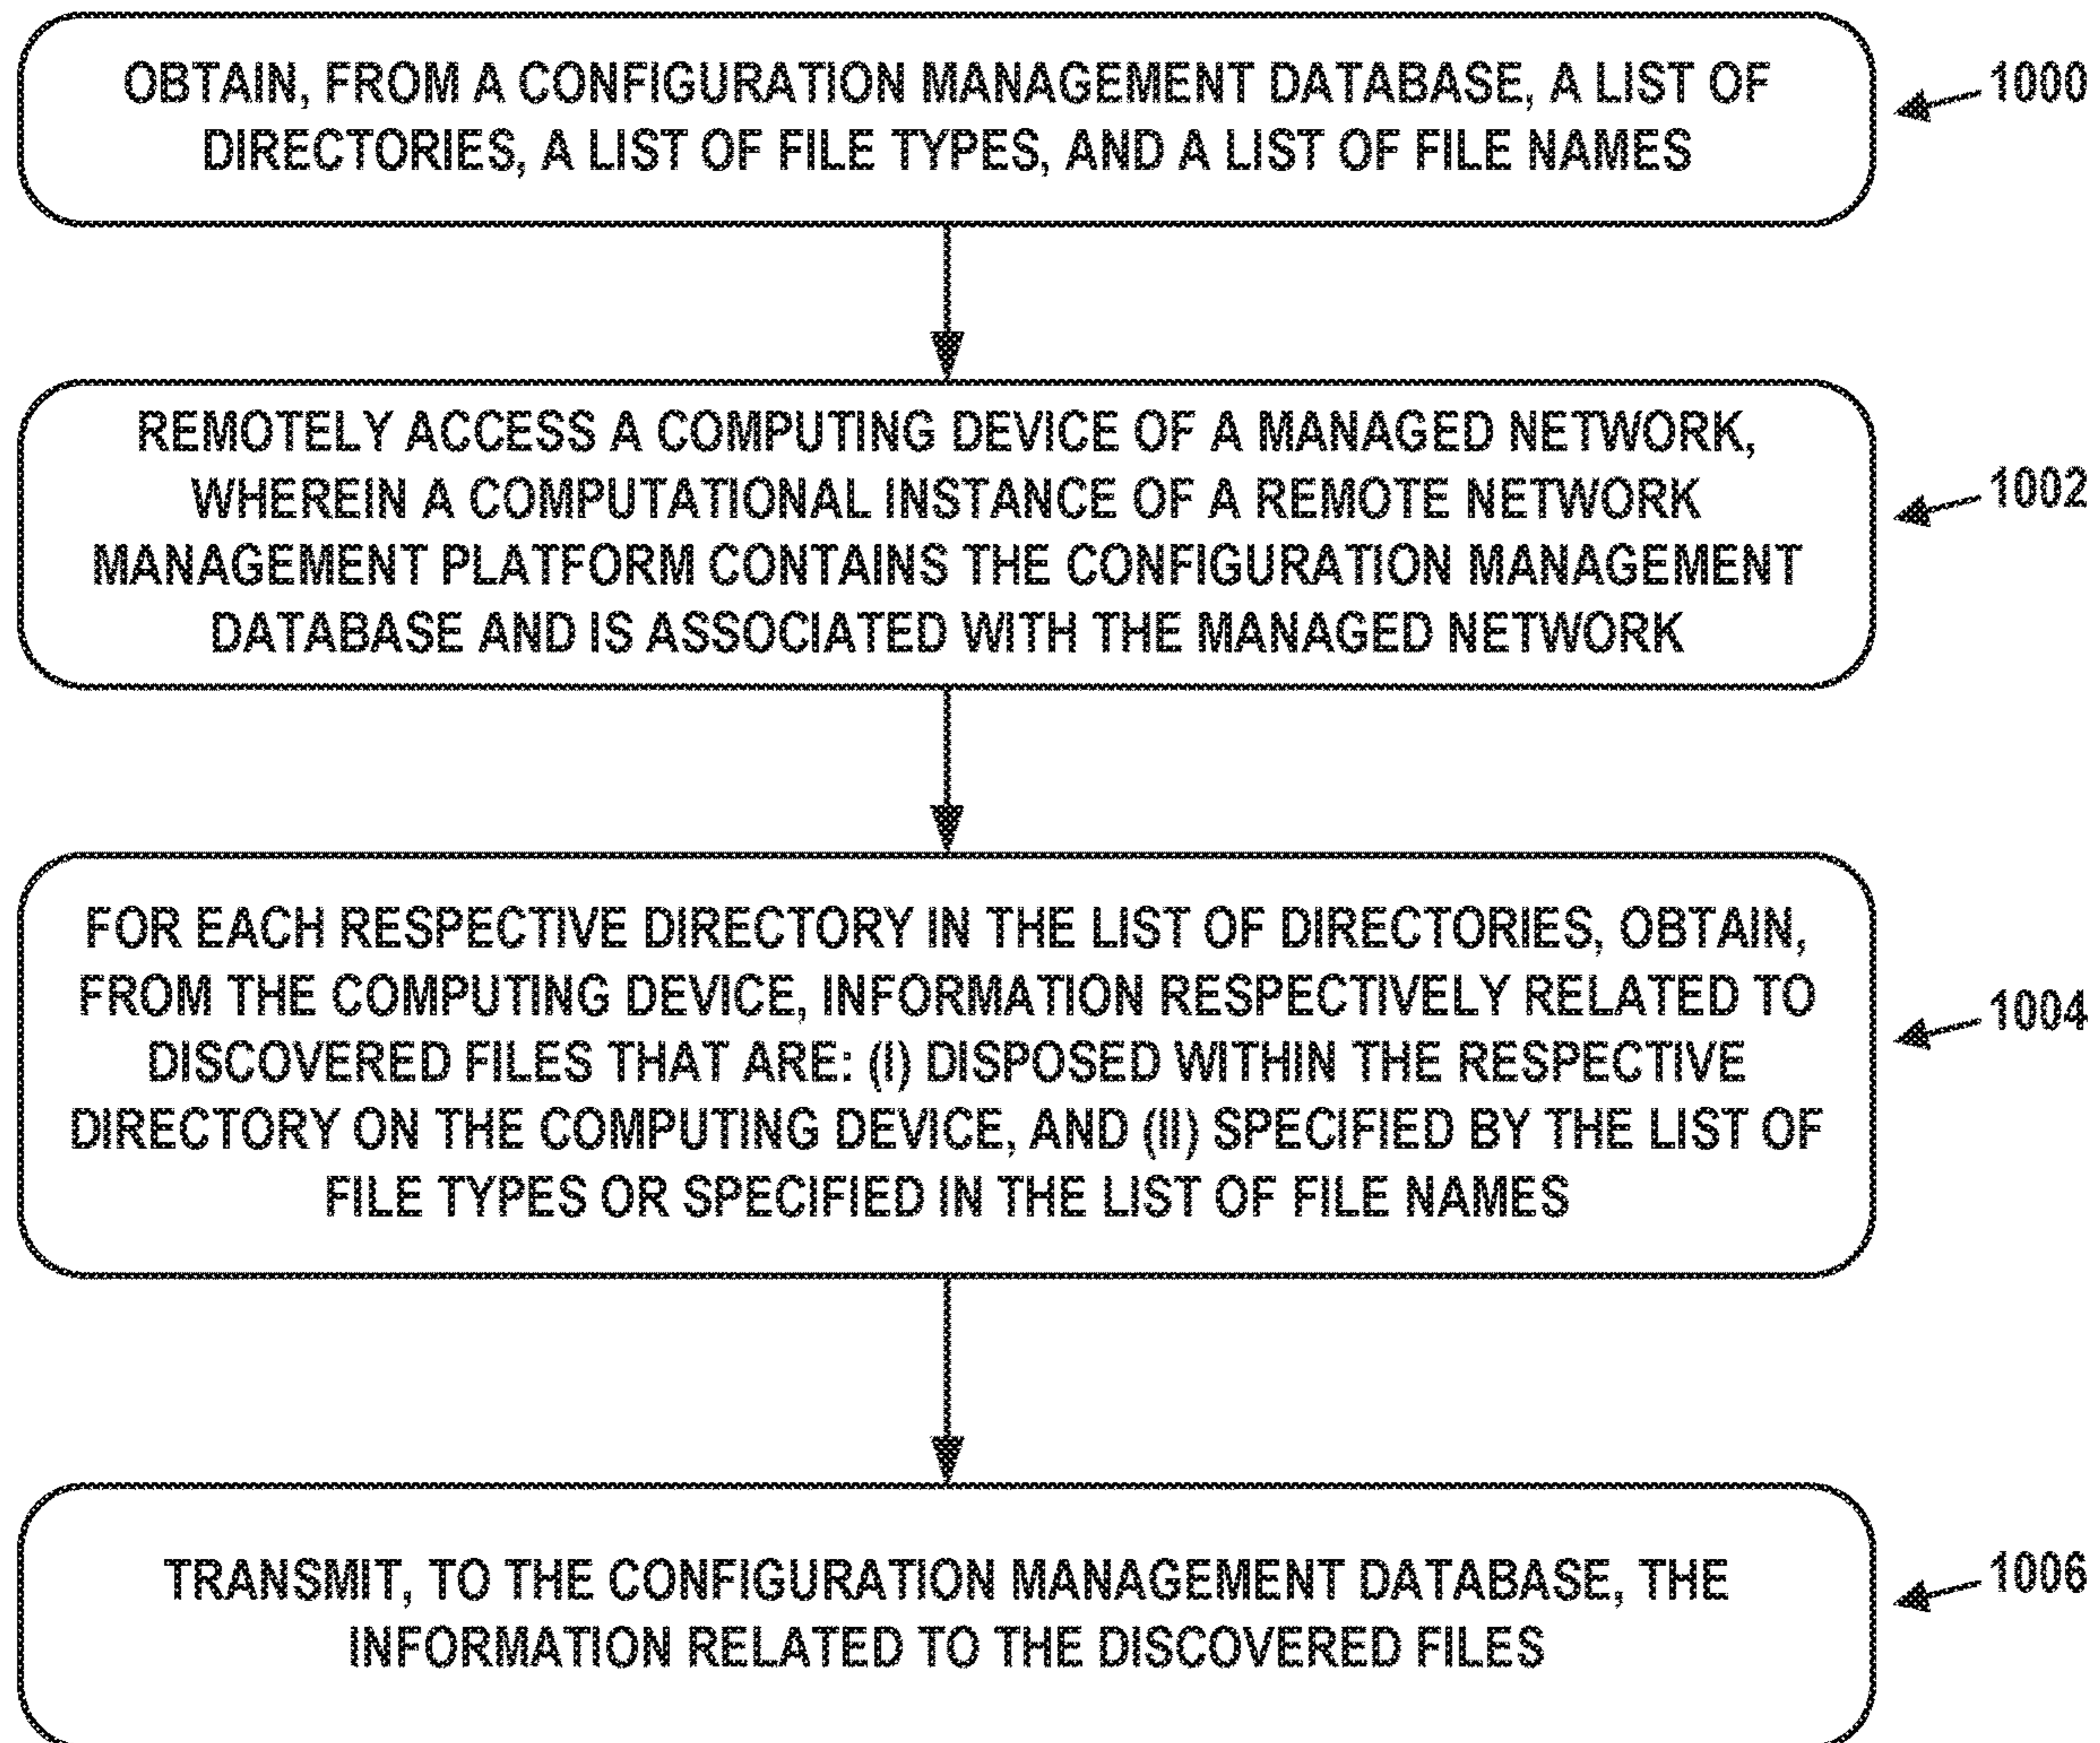 OBTAIN, FROM A CONFIGURATION MANAGEMENT DATABASE, A LIST OF
DIRECTORIES, A LIST OF FILE TYPES, AND A LIST OF FILE NAMES
1000
REMOTELY ACCESS A COMPUTING DEVICE OF A MANAGED NETWORK,
WHEREIN A COMPUTATIONAL INSTANCE OF A REMOTE NETWORK
MANAGEMENT PLATFORM CONTAINS THE CONFIGURATION MANAGEMENT
DATABASE AND IS ASSOCIATED WITH THE MANAGED NETWORK
1002
FOR EACH RESPECTIVE DIRECTORY IN THE LIST OF DIRECTORIES, OBTAIN,
FROM THE COMPUTING DEVICE, INFORMATION RESPECTIVELY RELATED TO
DISCOVERED FILES THAT ARE: (I) DISPOSED WITHIN THE RESPECTIVE
DIRECTORY ON THE COMPUTING DEVICE, AND (II) SPECIFIED BY THE LIST OF
FILE TYPES OR SPECIFIED IN THE LIST OF FILE NAMES
1004
TRANSMIT, TO THE CONFIGURATION MANAGEMENT DATABASE, THE
INFORMATION RELATED TO THE DISCOVERED FILES
1006